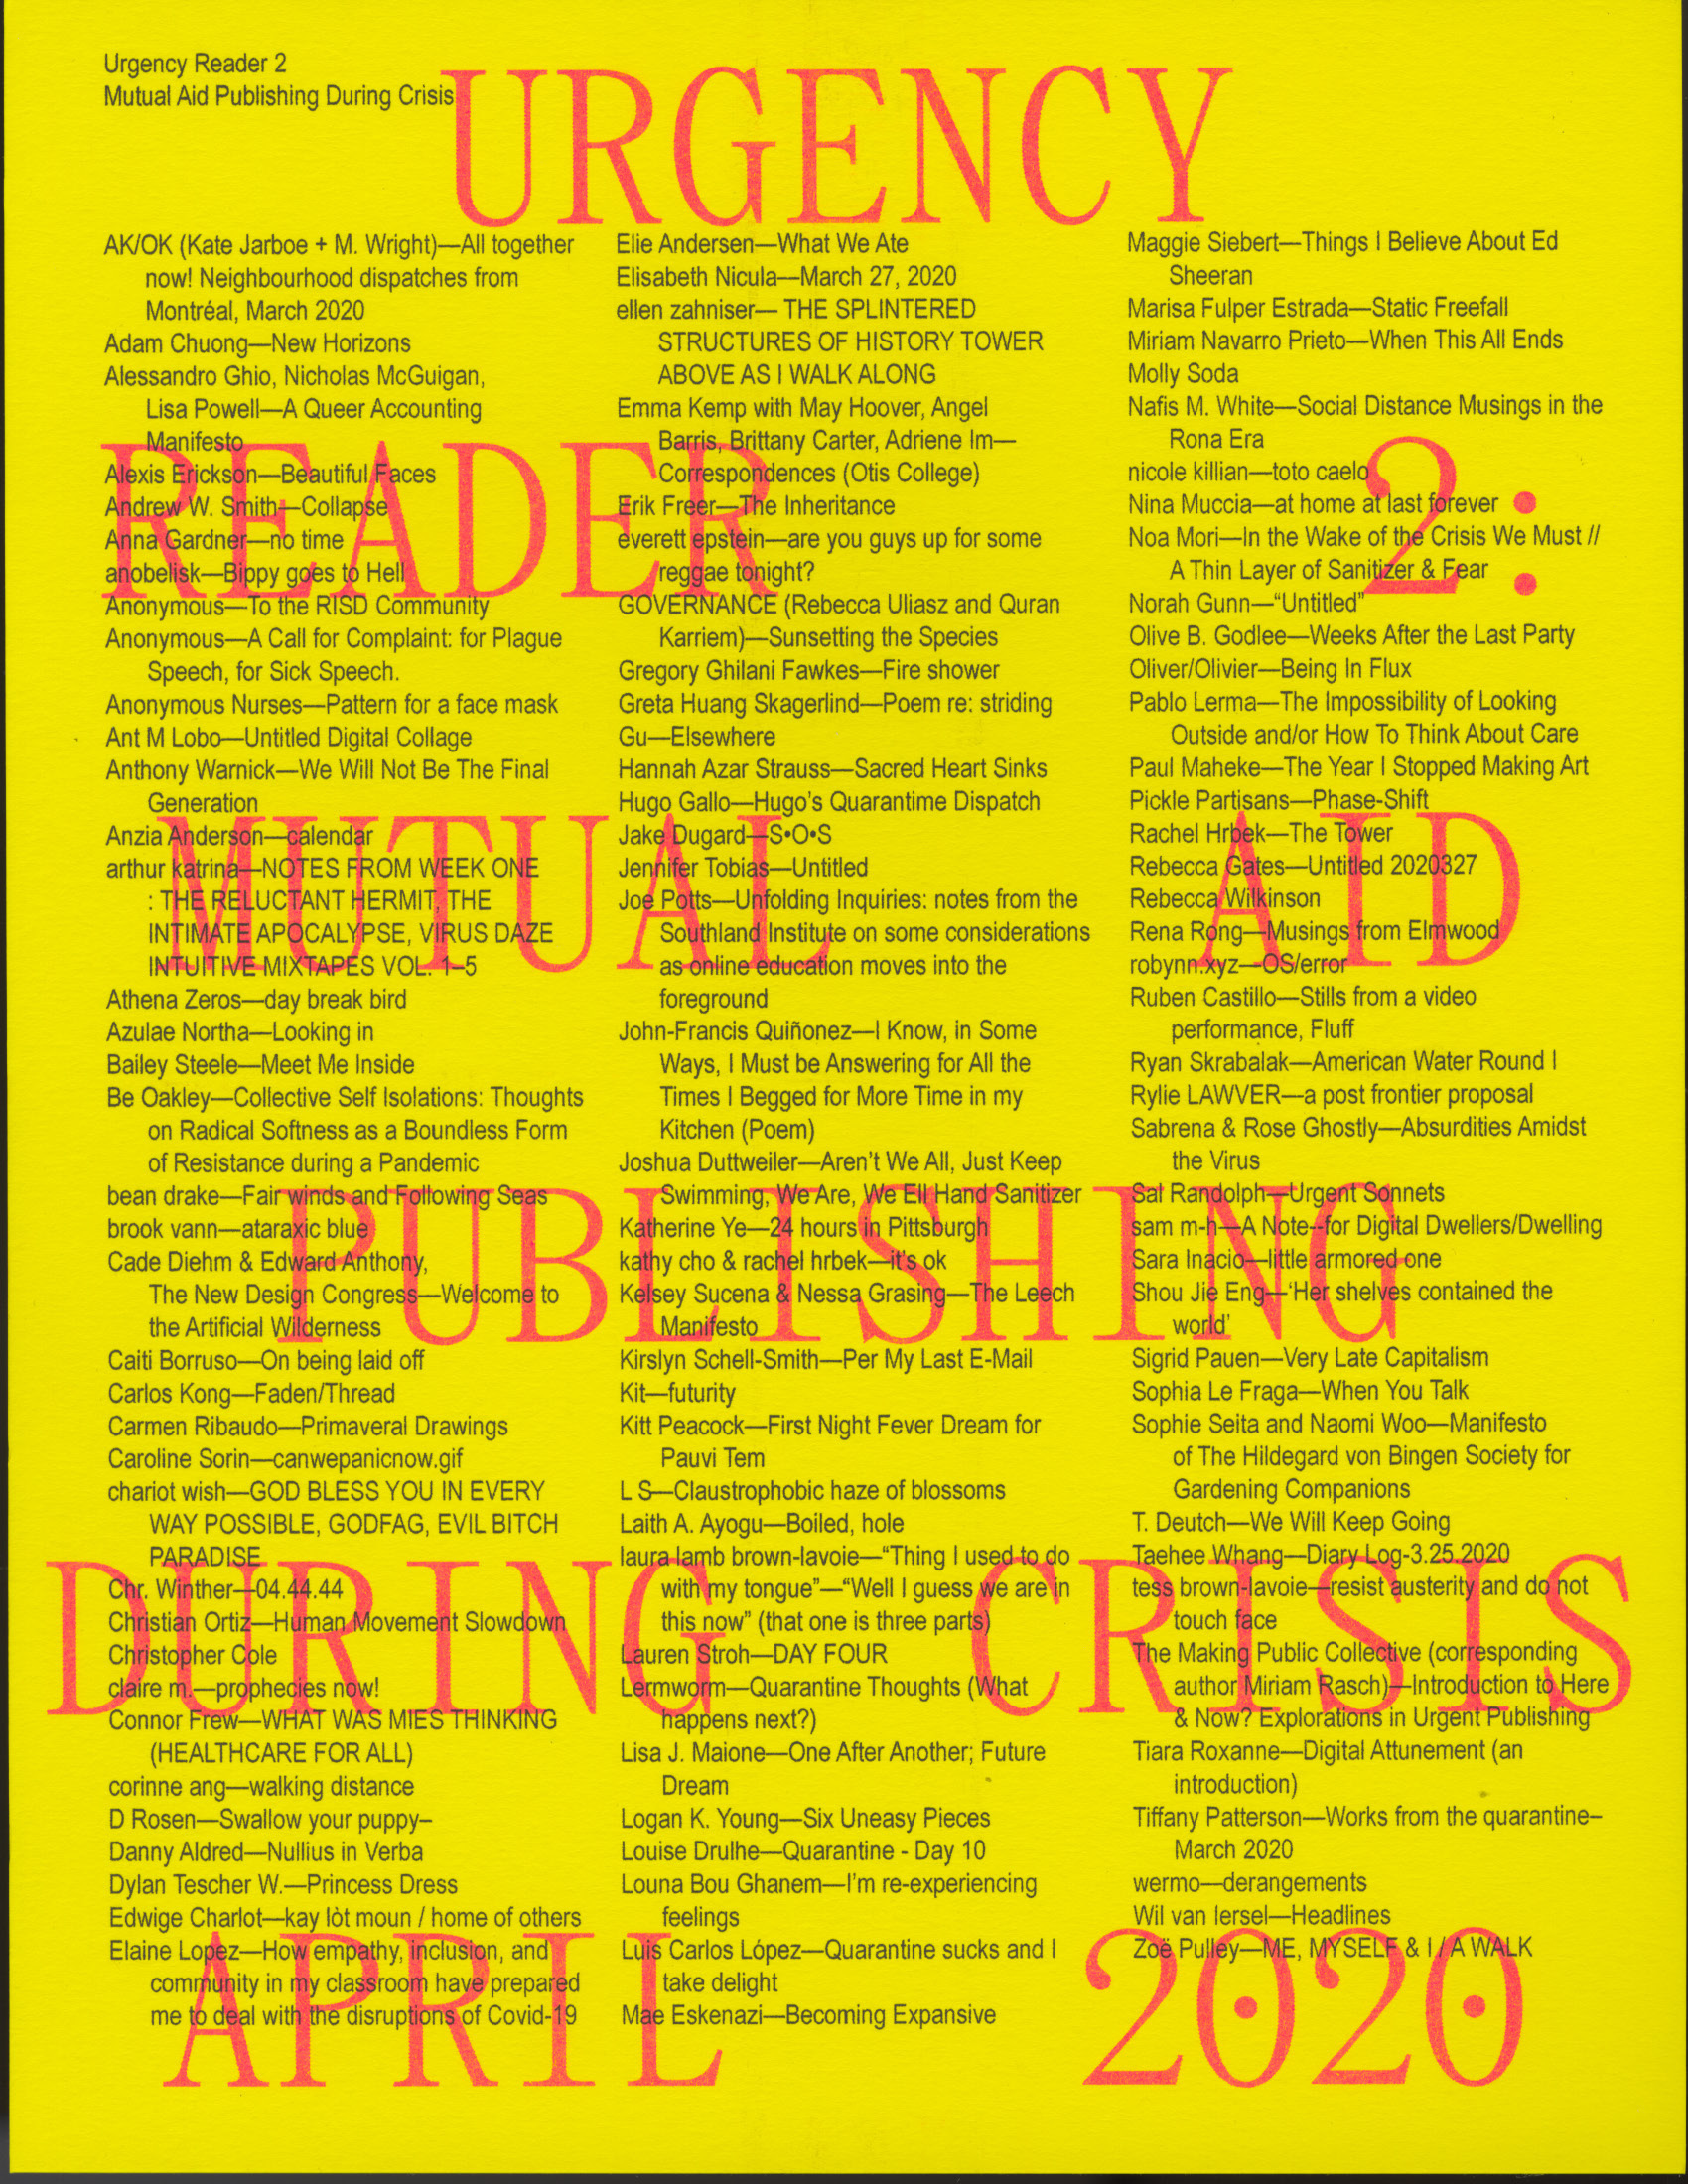 Urgency Reader 2
Mutual Aid Publishing During Crisis
URGENCY
READER 2:
MUTUAL AID
PUBLISHING
DURING CRISIS
APRIL 2020
AK/OK (Kate Jarboe + M. Wright)—All together
now! Neighbourhood dispatches from
Montréal, March 2020
Adam Chuong—New Horizons
Alessandro Ghio, Nicholas McGuigan,
Lisa Powell—A Queer Accounting
Manifesto
Alexis Erickson—Beautiful Faces
Andrew W. Smith—Collapse
Anna Gardner—no time
anobelisk—Bippy goes to Hell
Anonymous—To the RISD Community
Anonymous—A Call for Complaint: for Plague
Speech, for Sick Speech.
Anonymous Nurses—Pattern for a face mask
Ant M Lobo—Untitled Digital Collage
Anthony Warnick—We Will Not Be The Final
Generation
Anzia Anderson—calendar
arthur katrina—NOTES FROM WEEK ONE
: THE RELUCTANT HERMIT, THE
INTIMATE APOCALYPSE, VIRUS DAZE
INTUITIVE MIXTAPES VOL. 1–5
Athena Zeros—day break bird
Azulae Northa—Looking in
Bailey Steele—Meet Me Inside
Be Oakley—Collective Self Isolations: Thoughts
on Radical Softness as a Boundless Form
of Resistance during a Pandemic
bean drake—Fair winds and Following Seas
brook vann—ataraxic blue
Cade Diehm & Edward Anthony,
The New Design Congress—Welcome to
the Artificial Wilderness
Caiti Borruso—On being laid off
Carlos Kong—Faden/Thread
Carmen Ribaudo—Primaveral Drawings
Caroline Sorin—canwepanicnow.gif
chariot wish—GOD BLESS YOU IN EVERY
WAY POSSIBLE, GODFAG, EVIL BITCH
PARADISE
Chr. Winther—04.44.44
Christian Ortiz—Human Movement Slowdown
Christopher Cole
claire m.—prophecies now!
Connor Frew—WHAT WAS MIES THINKING
(HEALTHCARE FOR ALL)
corinne ang—walking distance
D Rosen—Swallow your puppy–
Danny Aldred—Nullius in Verba
Dylan Tescher W.—Princess Dress
Edwige Charlot—kay lòt moun / home of others
Elaine Lopez—How empathy, inclusion, and
community in my classroom have prepared
me to deal with the disruptions of Covid-19
Elie Andersen—What We Ate
Elisabeth Nicula—March 27, 2020
ellen zahniser— THE SPLINTERED
STRUCTURES OF HISTORY TOWER
ABOVE AS I WALK ALONG
Emma Kemp with May Hoover, Angel
Barris, Brittany Carter, Adriene Im—
Correspondences (Otis College)
Erik Freer—The Inheritance
everett epstein—are you guys up for some
reggae tonight?
GOVERNANCE (Rebecca Uliasz and Quran
Karriem)—Sunsetting the Species
Gregory Ghilani Fawkes—Fire shower
Greta Huang Skagerlind—Poem re: striding
Gu—Elsewhere
Hannah Azar Strauss—Sacred Heart Sinks
Hugo Gallo—Hugo's Quarantime Dispatch
Jake Dugard—S•O•S
Jennifer Tobias—Untitled
Joe Potts—Unfolding Inquiries: notes from the
Southland Institute on some considerations
as online education moves into the
foreground
John-Francis Quiñonez—I Know, in Some
Ways, I Must be Answering for All the
Times I Begged for More Time in my
Kitchen (Poem)
Joshua Duttweiler—Aren't We All, Just Keep
Swimming, We Are, We Ell Hand Sanitizer
Katherine Ye—24 hours in Pittsburgh
kathy cho & rachel hrbek—it's ok
Kelsey Sucena & Nessa Grasing—The Leech
Manifesto
Kirslyn Schell-Smith—Per My Last E-Mail
Kit—futurity
Kitt Peacock—First Night Fever Dream for
Pauvi Tem
L S—Claustrophobic haze of blossoms
Laith A. Ayogu—Boiled, hole
laura lamb brown-lavoie—“Thing I used to do
with my tongue”—“Well I guess we are in
this now” (that one is three parts)
Lauren Stroh—DAY FOUR
Lermworm—Quarantine Thoughts (What
happens next?)
Lisa J. Maione—One After Another; Future
Dream
Logan K. Young—Six Uneasy Pieces
Louise Drulhe—Quarantine - Day 10
Louna Bou Ghanem—I'm re-experiencing
feelings
Luis Carlos López—Quarantine sucks and I
take delight
Mae Eskenazi—Becoming Expansive
Maggie Siebert—Things I Believe About Ed
Sheeran
Marisa Fulper Estrada—Static Freefall
Miriam Navarro Prieto—When This All Ends
Molly Soda
Nafis M. White—Social Distance Musings in the
Rona Era
nicole killian—toto caelo
Nina Muccia—at home at last forever
Noa Mori—In the Wake of the Crisis We Must //
A Thin Layer of Sanitizer & Fear
Norah Gunn—“Untitled”
Olive B. Godlee—Weeks After the Last Party
Oliver/Olivier—Being In Flux
Pablo Lerma—The Impossibility of Looking
Outside and/or How To Think About Care
Paul Maheke—The Year I Stopped Making Art
Pickle Partisans—Phase-Shift
Rachel Hrbek—The Tower
Rebecca Gates—Untitled 2020327
Rebecca Wilkinson
Rena Rong—Musings from Elmwood
robynn.xyz—OS/error
Ruben Castillo—Stills from a video
performance, Fluff
Ryan Skrabalak—American Water Round I
Rylie LAWVER—a post frontier proposal
Sabrena & Rose Ghostly—Absurdities Amidst
the Virus
Sal Randolph—Urgent Sonnets
sam m-h—A Note--for Digital Dwellers/Dwelling
Sara Inacio—little armored one
Shou Jie Eng—‘Her shelves contained the
world’
Sigrid Pauen—Very Late Capitalism
Sophia Le Fraga—When You Talk
Sophie Seita and Naomi Woo—Manifesto
of The Hildegard von Bingen Society for
Gardening Companions
T. Deutch—We Will Keep Going
Taehee Whang—Diary Log-3.25.2020
tess brown-lavoie—resist austerity and do not
touch face
The Making Public Collective (corresponding
author Miriam Rasch)—Introduction to Here
& Now? Explorations in Urgent Publishing
Tiara Roxanne—Digital Attunement (an
introduction)
Tiffany Patterson—Works from the quarantine–
March 2020
wermo—derangements
Wil van Iersel—Headlines
Zoë Pulley—ME, MYSELF & I / A WALK